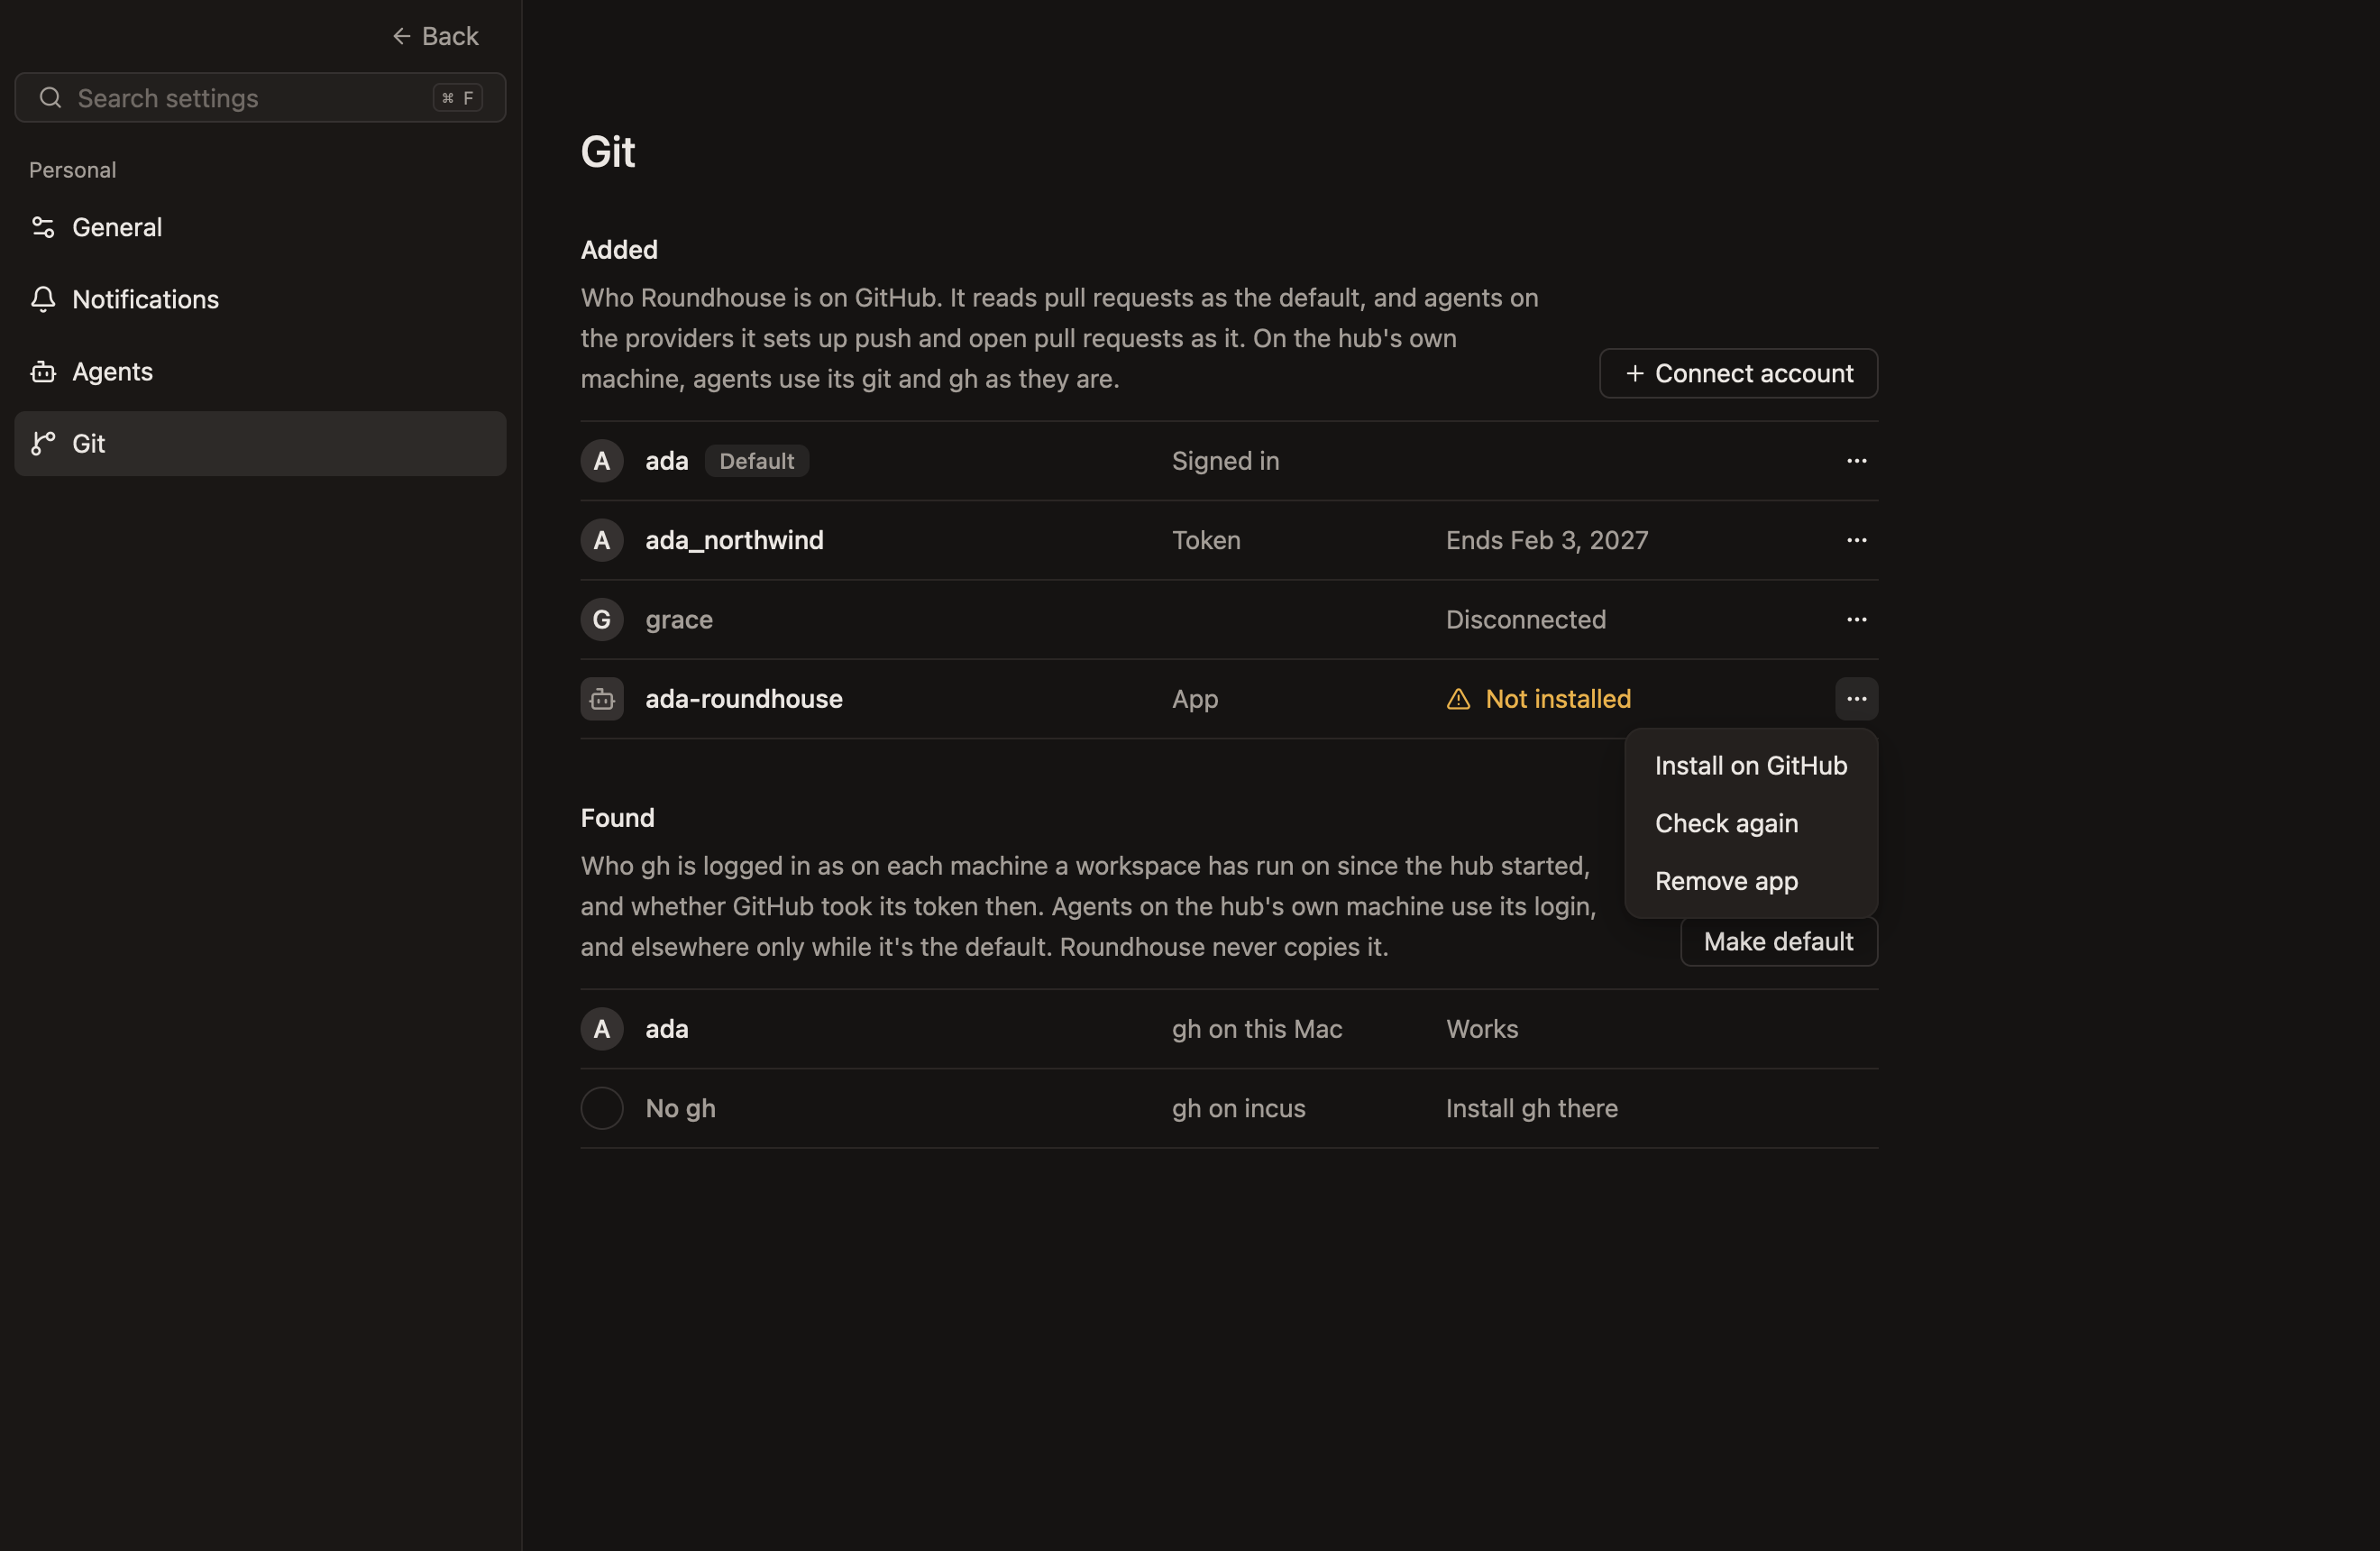 Back
Search settings
⌘ F
Personal
General
Notifications
Agents
Git
Git
Added
Who Roundhouse is on GitHub. It reads pull requests as the default, and agents on
the providers it sets up push and open pull requests as it. On the hub's own
machine, agents use its git and gh as they are.
+ Connect account
A ada Default Signed in
A ada_northwind Token Ends Feb 3, 2027
G grace Disconnected
ada-roundhouse App Not installed
Install on GitHub
Check again
Remove app
Found
Who gh is logged in as on each machine a workspace has run on since the hub started,
and whether GitHub took its token then. Agents on the hub's own machine use its login,
and elsewhere only while it's the default. Roundhouse never copies it.
Make default
A ada gh on this Mac Works
No gh gh on incus Install gh there